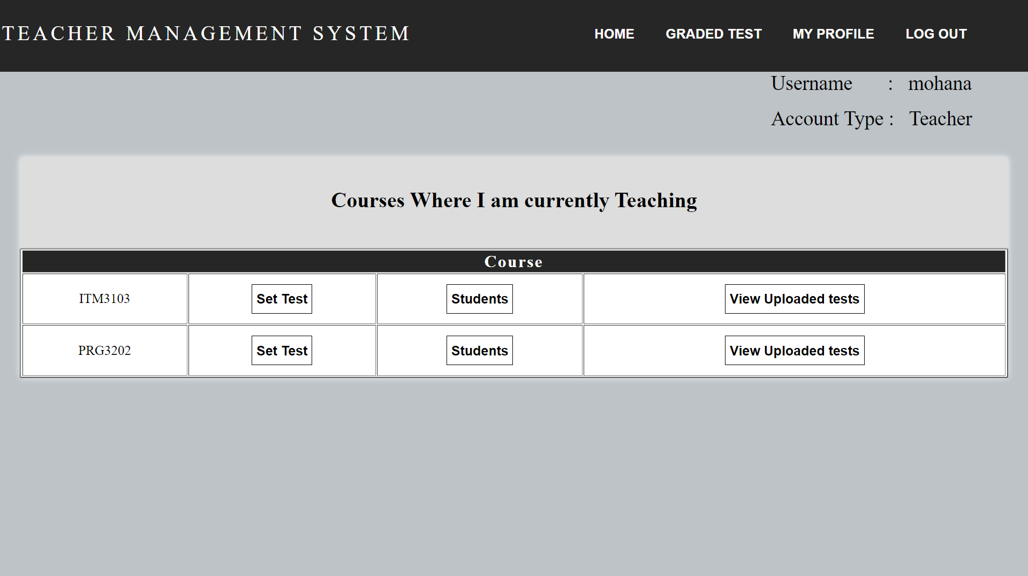 TEACHER MANAGEMENT SYSTEM HOME GRADED TEST MY PROFILE LOG OUT
Username : mohana
Account Type : Teacher
Courses Where I am currently Teaching
Course
ITM3103 Set Test Students View Uploaded tests
PRG3202 Set Test Students View Uploaded tests